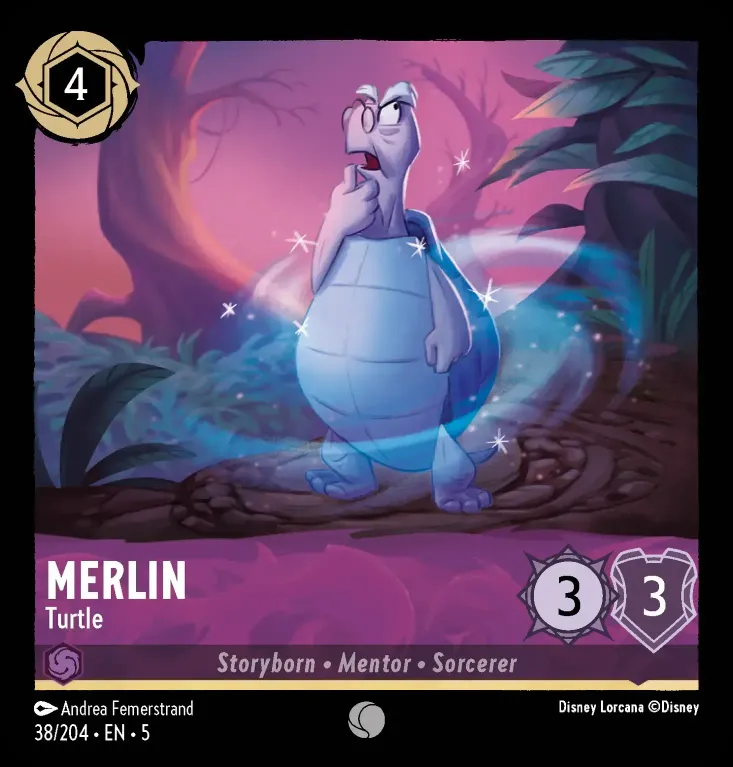 4
MERLIN
Turtle
3 3
Storyborn • Mentor • Sorcerer
Andrea Femerstrand
Disney Lorcana ©Disney
38/204 • EN • 5